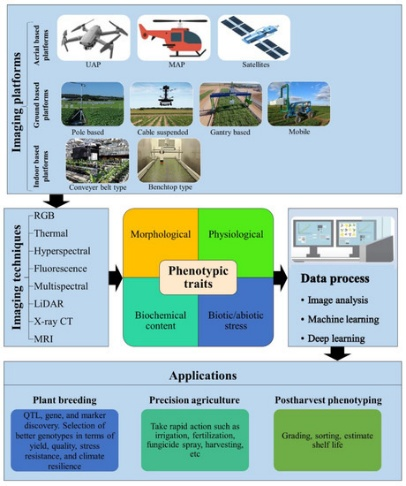 Imaging platforms
Aerial based
platforms
UAP
MAP
Satellites
Ground based
platforms
Pole based
Cable suspended
Gantry based
Mobile
Indoor based
platforms
Conveyer belt type
Benchtop type
Imaging techniques
RGB
Thermal
Hyperspectral
Fluorescence
Multispectral
LiDAR
X-ray CT
MRI
Morphological
Physiological
Phenotypic
traits
Biochemical
content
Biotic/abiotic
stress
Data process
• Image analysis
• Machine learning
• Deep learning
Applications
Plant breeding
QTL, gene, and marker
discovery. Selection of
better genotypes in terms of
yield, quality, stress
resistance, and climate
resilience
Precision agriculture
Take rapid action such as
irrigation, fertilization,
fungicide spray, harvesting,
etc
Postharvest phenotyping
Grading, sorting, estimate
shelf life